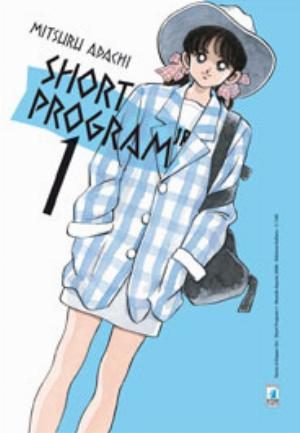 MITSURU ADACHI
SHORT
PROGRAM
1